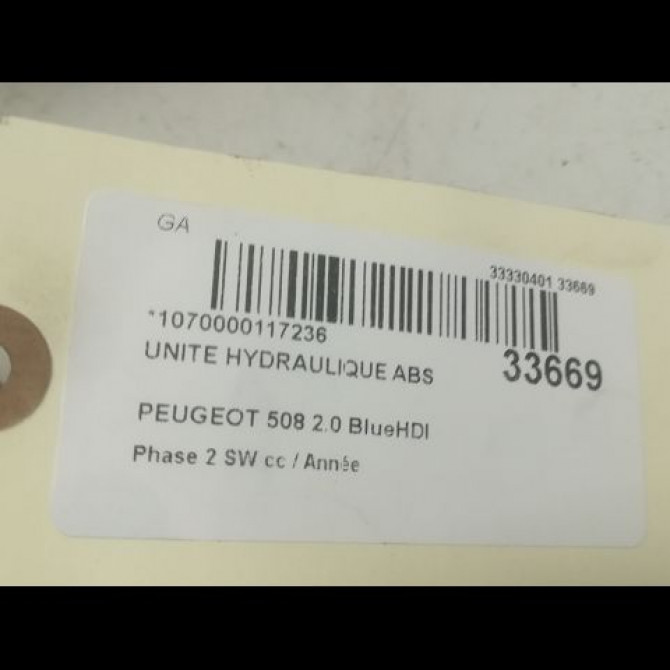 GA
33330401 33669
*1070000117236
33669
UNITE HYDRAULIQUE ABS
PEUGEOT 508 2.0 BlueHDI
Phase 2 SW cc / Année